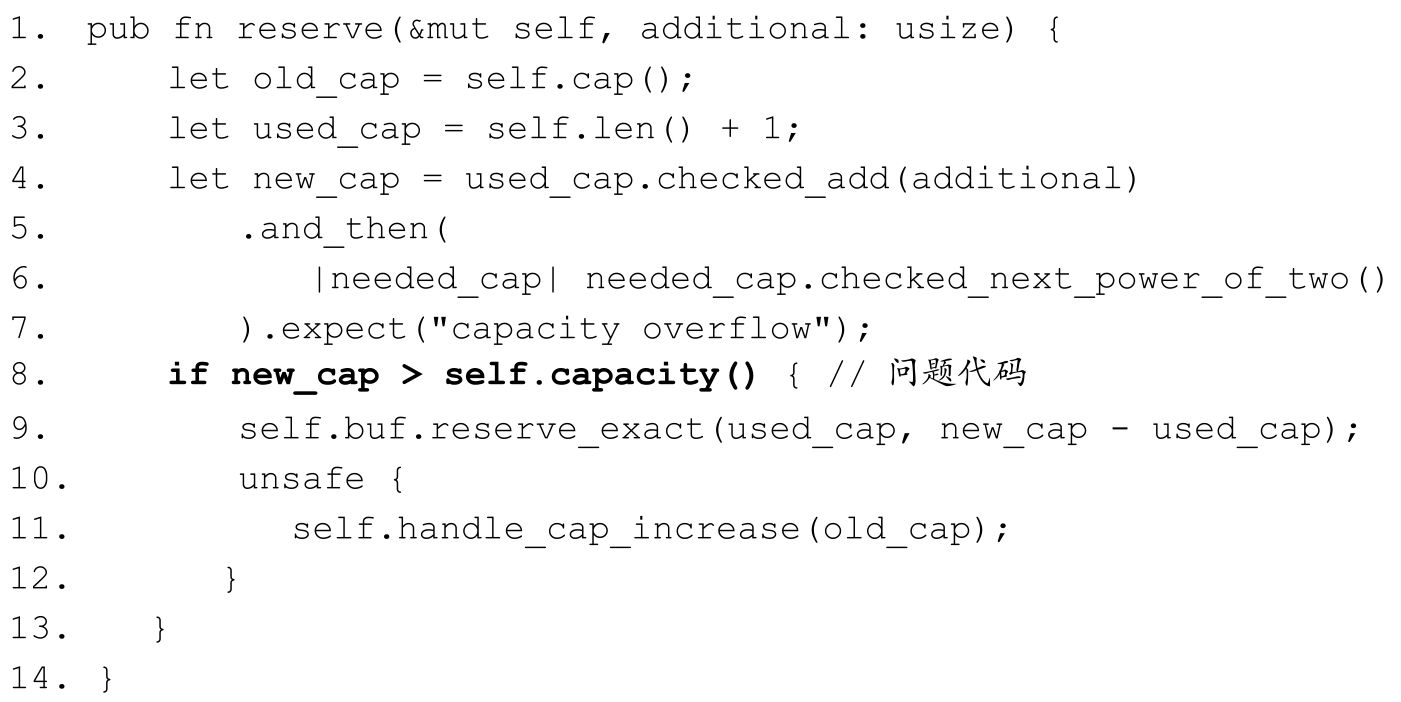 1. pub fn reserve(&mut self, additional: usize) {
2. let old_cap = self.cap();
3. let used_cap = self.len() + 1;
4. let new_cap = used_cap.checked_add(additional)
5. .and_then(
6. |needed_cap| needed_cap.checked_next_power_of_two()
7. ).expect("capacity overflow");
8. if new_cap > self.capacity() { // 问题代码
9. self.buf.reserve_exact(used_cap, new_cap - used_cap);
10. unsafe {
11. self.handle_cap_increase(old_cap);
12. }
13. }
14. }